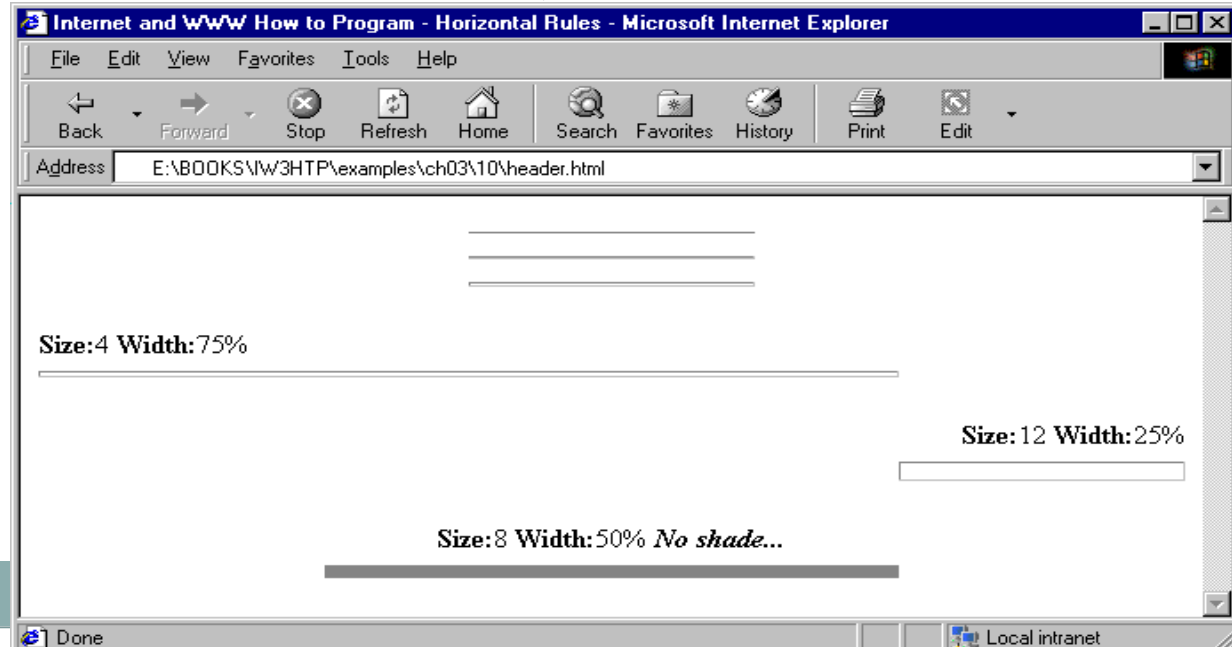 Internet and WWW How to Program - Horizontal Rules - Microsoft Internet Explorer
File Edit View Favorites Tools Help
Back Forward Stop Refresh Home Search Favorites History Print Edit
Address E:\BOOKS\IW3HTP\examples\ch03\10\header.html
Size:4 Width:75%
Size:12 Width:25%
Size:8 Width:50% No shade...
Done Local intranet